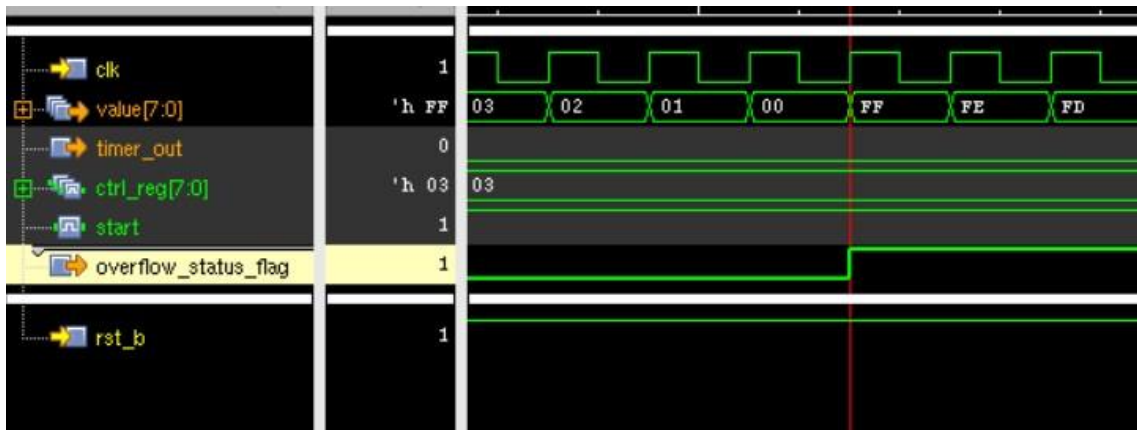 clk 1
value[7:0] 'h FF 03 02 01 00 FF FE FD
timer_out 0
ctrl_reg[7:0] 'h 03 03
start 1
overflow_status_flag 1
rst_b 1